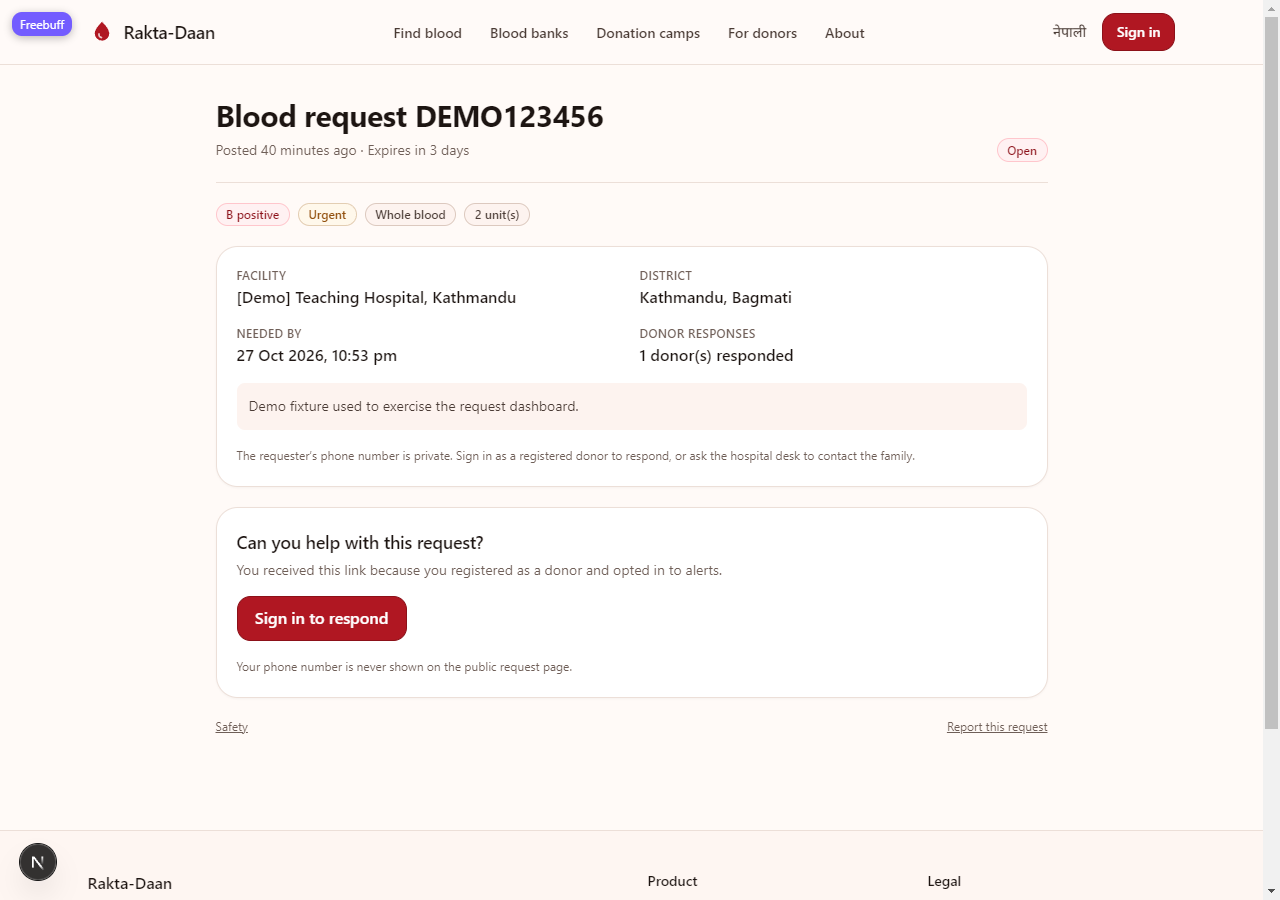 Freebuff
Rakta-Daan
Find blood
Blood banks
Donation camps
For donors
About
नेपाली
Sign in
Blood request DEMO123456
Posted 40 minutes ago · Expires in 3 days
Open
B positive
Urgent
Whole blood
2 unit(s)
FACILITY
[Demo] Teaching Hospital, Kathmandu
DISTRICT
Kathmandu, Bagmati
NEEDED BY
27 Oct 2026, 10:53 pm
DONOR RESPONSES
1 donor(s) responded
Demo fixture used to exercise the request dashboard.
The requester's phone number is private. Sign in as a registered donor to respond, or ask the hospital desk to contact the family.
Can you help with this request?
You received this link because you registered as a donor and opted in to alerts.
Sign in to respond
Your phone number is never shown on the public request page.
Safety
Report this request
N
Rakta-Daan
Product
Legal